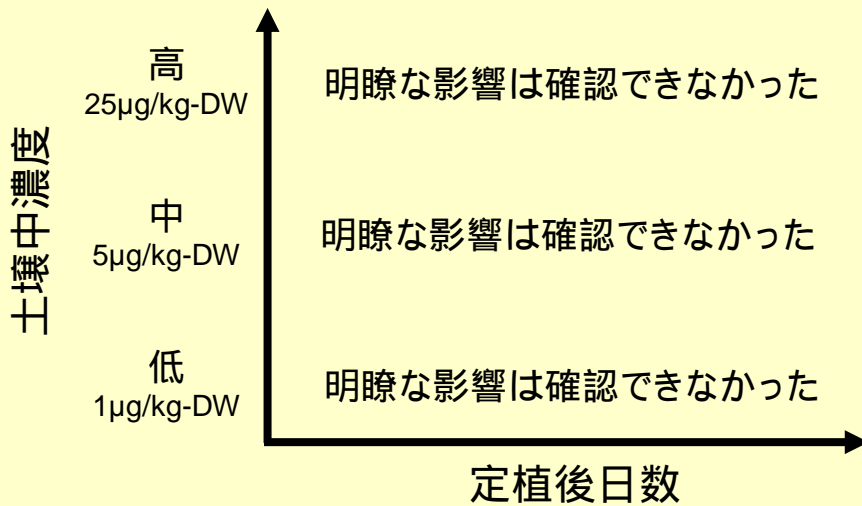 土壌中濃度
高
25μg/kg-DW
明瞭な影響は確認できなかった
中
5μg/kg-DW
明瞭な影響は確認できなかった
低
1μg/kg-DW
明瞭な影響は確認できなかった
定植後日数